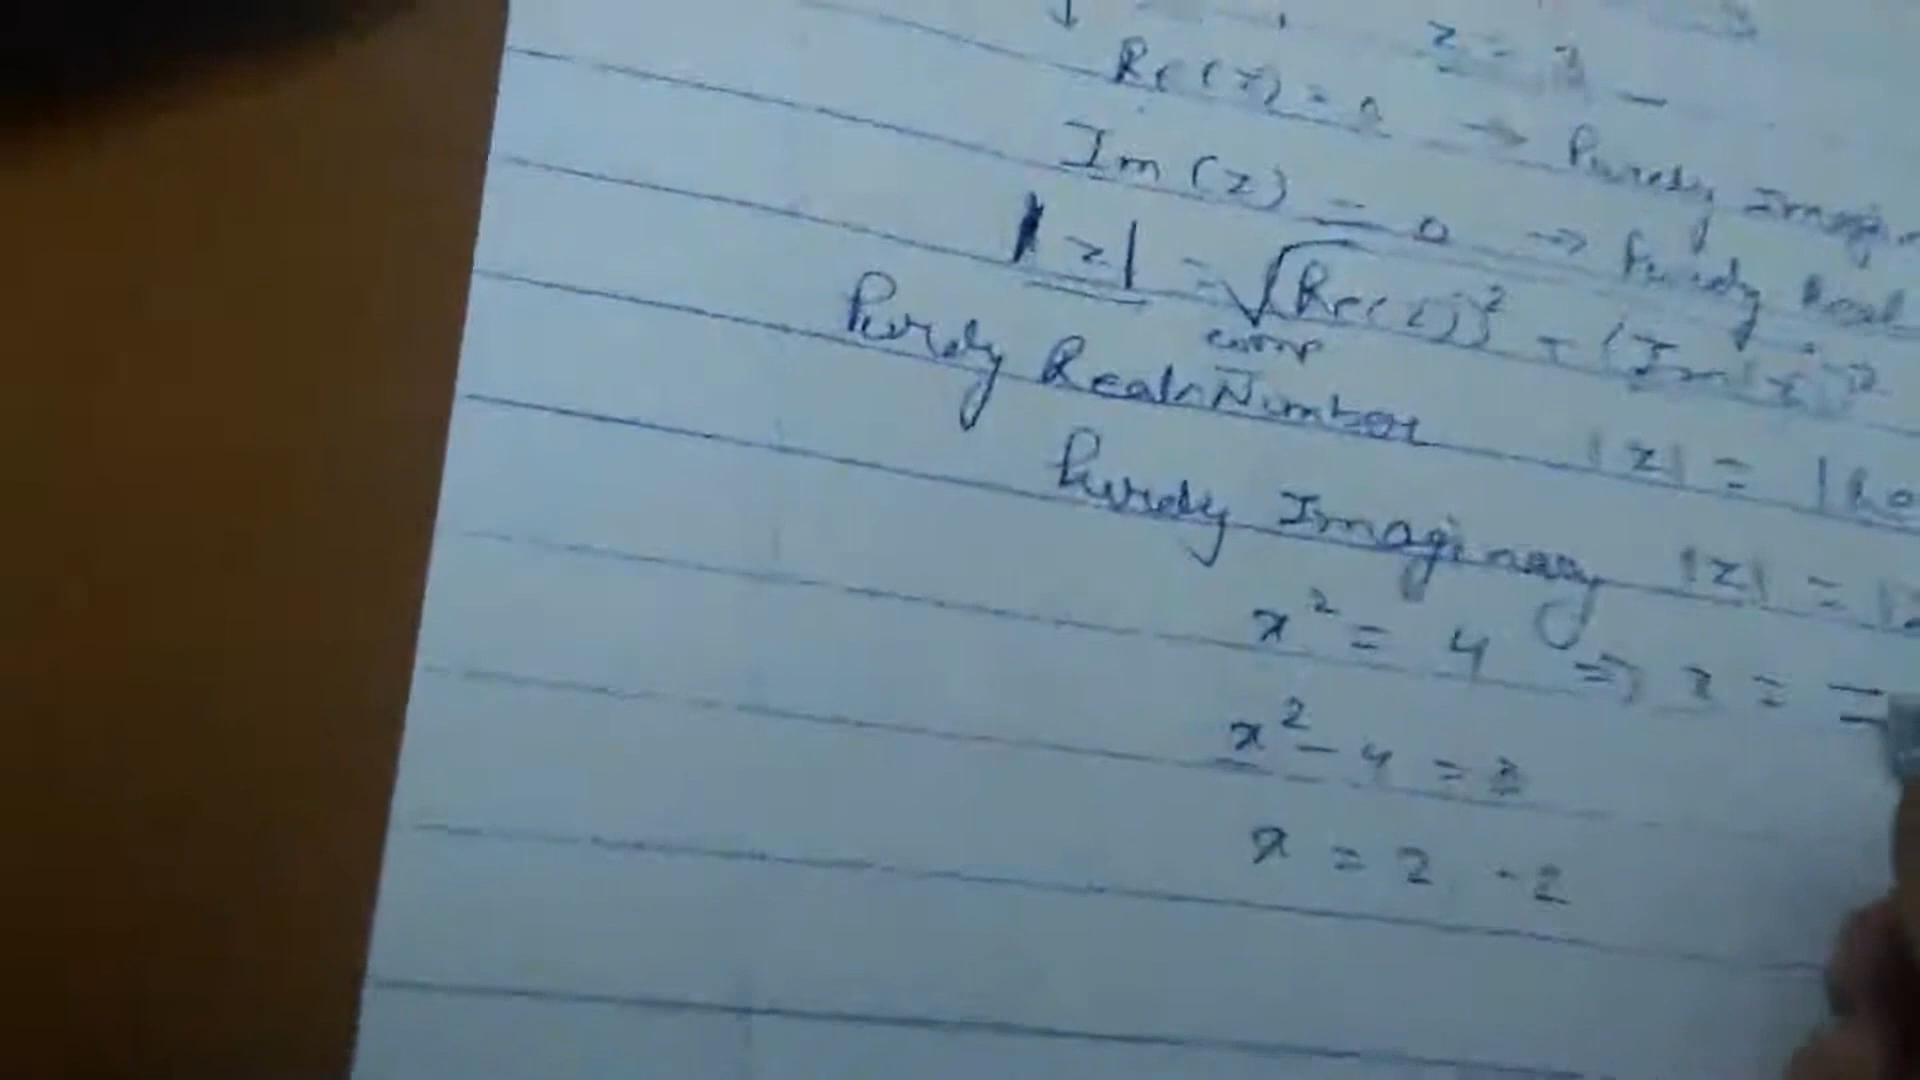 z =
Re(z) = 0 → Purely Imagin
Im(z) = 0 → Purely Real
|z| = √(Re(z))² + (Im(z))²
comp
Purely Real Number |z| = |Re
Purely Imaginary |z| = |
x² = 4 ⇒ x =
x² - 4 = 0
x = 2, -2